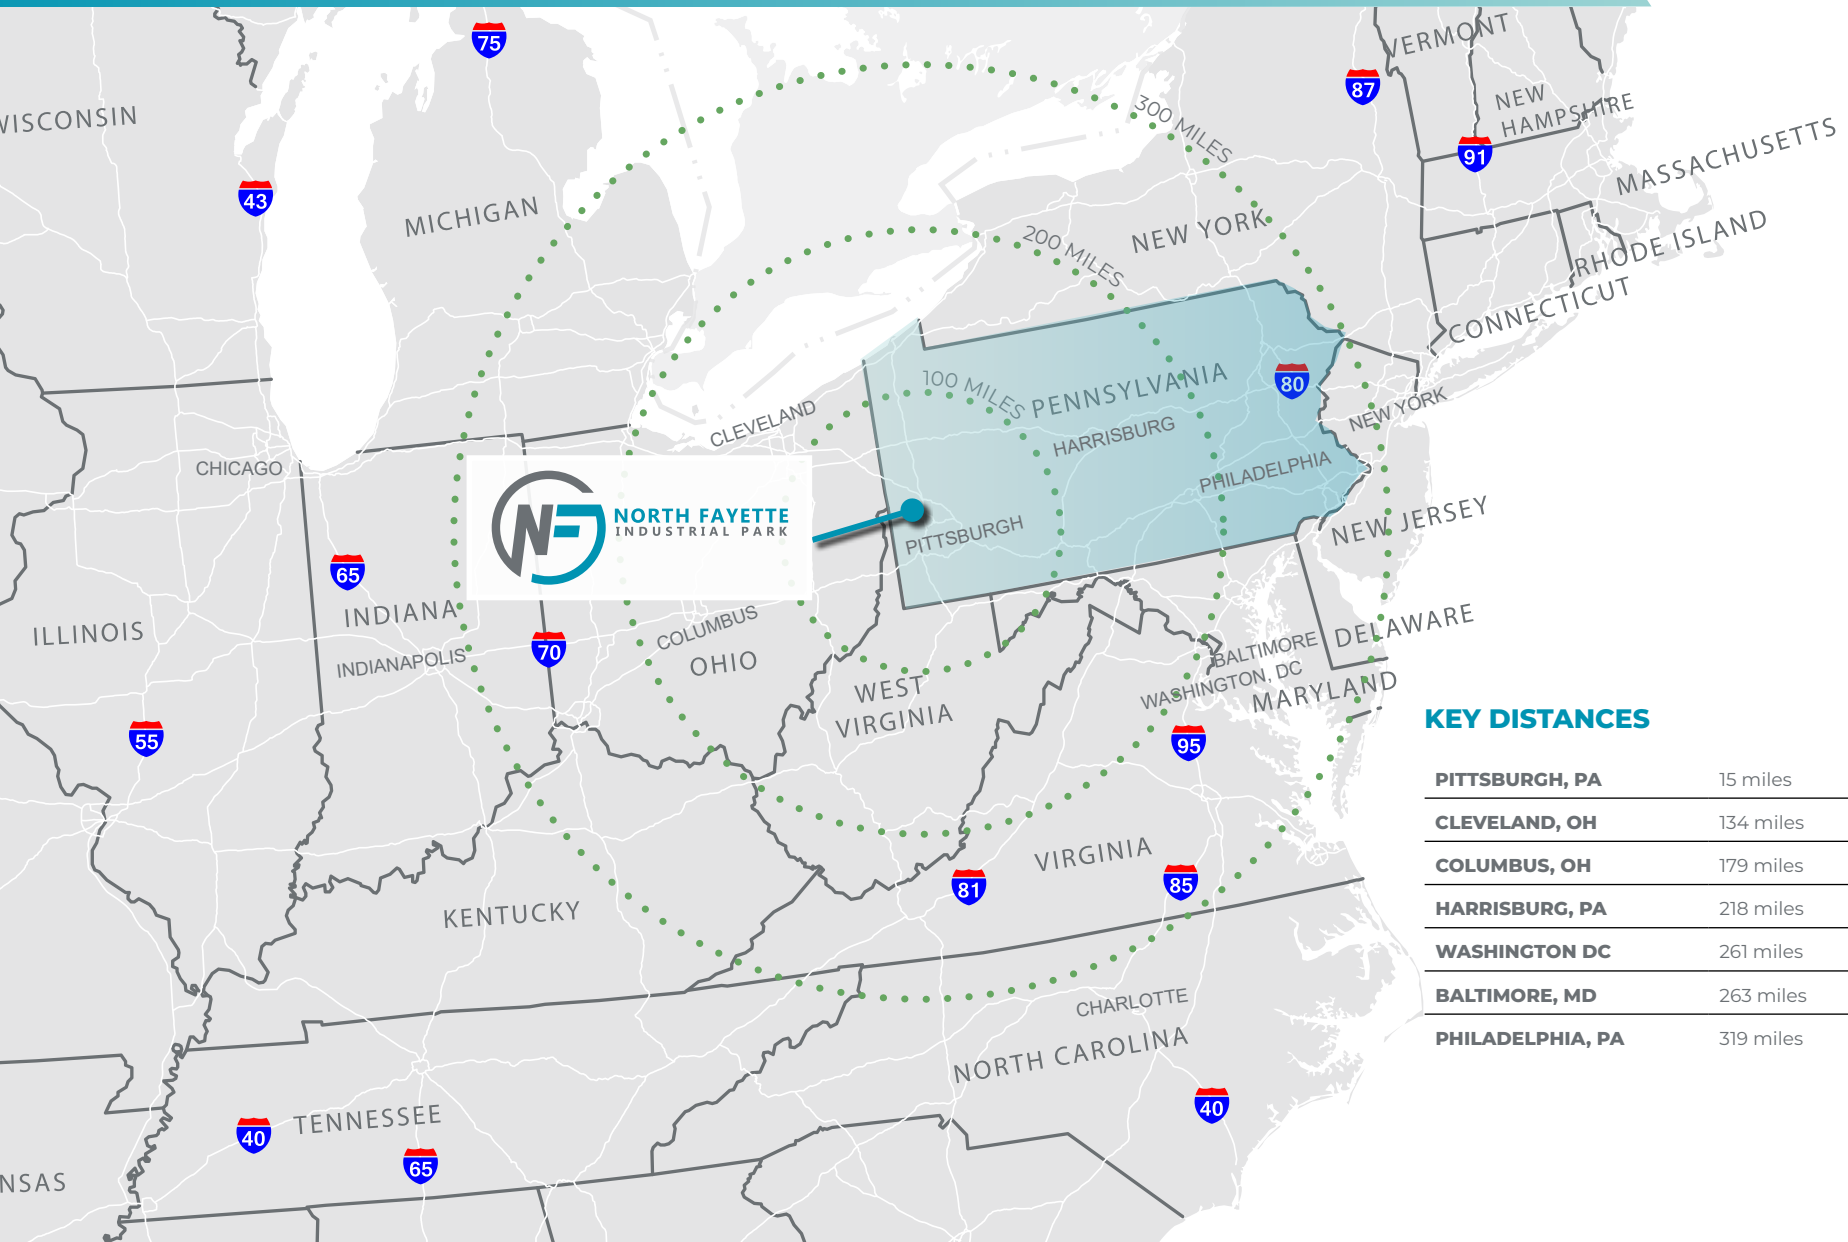 75
VERMONT
87
NEW
HAMPSHIRE
WISCONSIN
300 MILES
91
MASSACHUSETTS
43
MICHIGAN
200 MILES
NEW YORK
RHODE ISLAND
CONNECTICUT
100 MILES
PENNSYLVANIA
80
CLEVELAND
HARRISBURG
NEW YORK
CHICAGO
PHILADELPHIA
NF
NORTH FAYETTE
INDUSTRIAL PARK
PITTSBURGH
NEW JERSEY
65
INDIANA
ILLINOIS
COLUMBUS
DELAWARE
INDIANAPOLIS
70
OHIO
BALTIMORE
WASHINGTON, DC
MARYLAND
WEST
VIRGINIA
55
95
VIRGINIA
81
85
KENTUCKY
CHARLOTTE
NORTH CAROLINA
40
TENNESSEE
40
65
NSAS
KEY DISTANCES
PITTSBURGH, PA 15 miles
CLEVELAND, OH 134 miles
COLUMBUS, OH 179 miles
HARRISBURG, PA 218 miles
WASHINGTON DC 261 miles
BALTIMORE, MD 263 miles
PHILADELPHIA, PA 319 miles